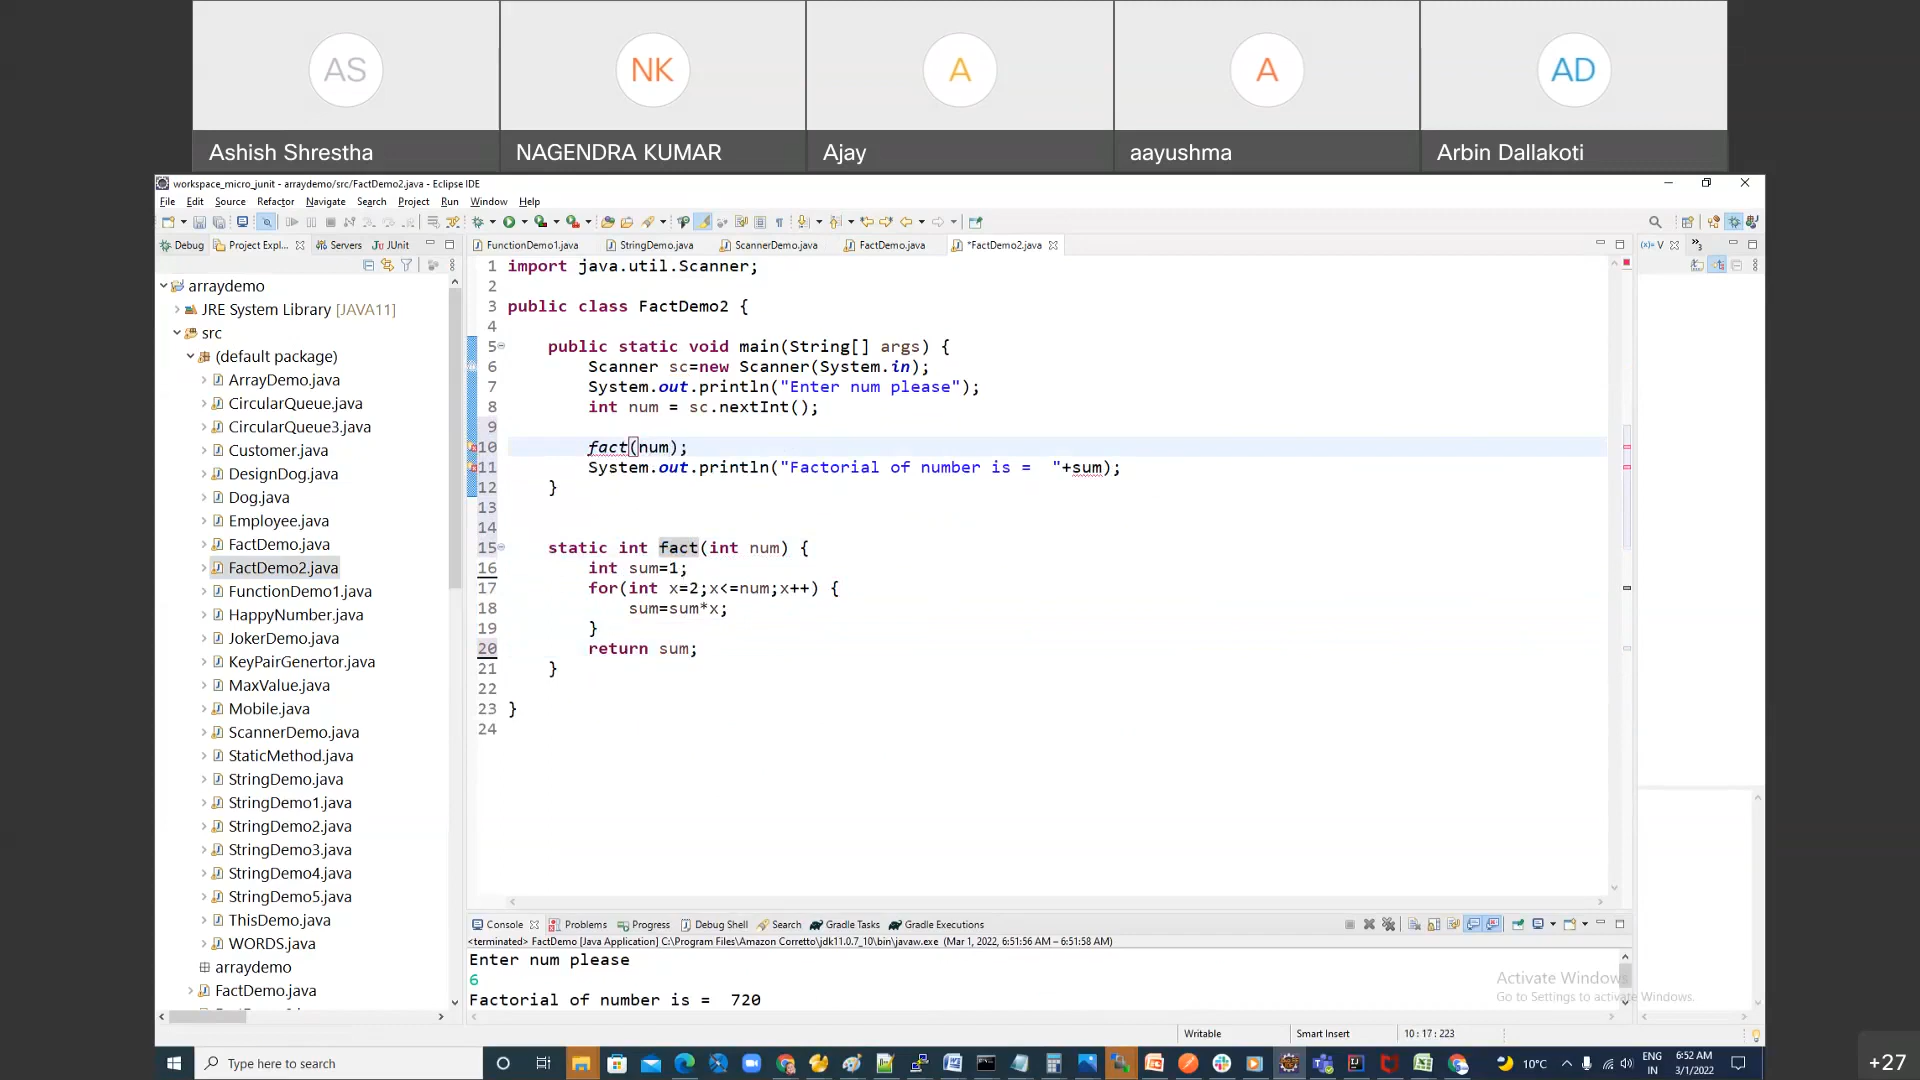 AS
NK
A
A
AD
Ashish Shrestha
NAGENDRA KUMAR
Ajay
aayushma
Arbin Dallakoti
workspace_micro_junit - arraydemo/src/FactDemo2.java - Eclipse IDE
File Edit Source Refactor Navigate Search Project Run Window Help
Debug Project Expl... Servers JUnit
FunctionDemo1.java StringDemo.java ScannerDemo.java FactDemo.java *FactDemo2.java
(x)= V
arraydemo
JRE System Library [JAVA11]
src
(default package)
ArrayDemo.java
CircularQueue.java
CircularQueue3.java
Customer.java
DesignDog.java
Dog.java
Employee.java
FactDemo.java
FactDemo2.java
FunctionDemo1.java
HappyNumber.java
JokerDemo.java
KeyPairGenertor.java
MaxValue.java
Mobile.java
ScannerDemo.java
StaticMethod.java
StringDemo.java
StringDemo1.java
StringDemo2.java
StringDemo3.java
StringDemo4.java
StringDemo5.java
ThisDemo.java
WORDS.java
arraydemo
FactDemo.java
1 import java.util.Scanner;
2
3 public class FactDemo2 {
4
5 public static void main(String[] args) {
6 Scanner sc=new Scanner(System.in);
7 System.out.println("Enter num please");
8 int num = sc.nextInt();
9
10 fact(num);
11 System.out.println("Factorial of number is =  "+sum);
12 }
13
14
15 static int fact(int num) {
16 int sum=1;
17 for(int x=2;x<=num;x++) {
18 sum=sum*x;
19 }
20 return sum;
21 }
22
23 }
24
Console Problems Progress Debug Shell Search Gradle Tasks Gradle Executions
<terminated> FactDemo [Java Application] C:\Program Files\Amazon Corretto\jdk11.0.7_10\bin\javaw.exe (Mar 1, 2022, 6:51:56 AM – 6:51:58 AM)
Enter num please
6
Factorial of number is =  720
Activate Windows
Go to Settings to activate Windows.
Writable Smart Insert 10 : 17 : 223
Type here to search
10°C
ENG
IN
6:52 AM
3/1/2022
+27